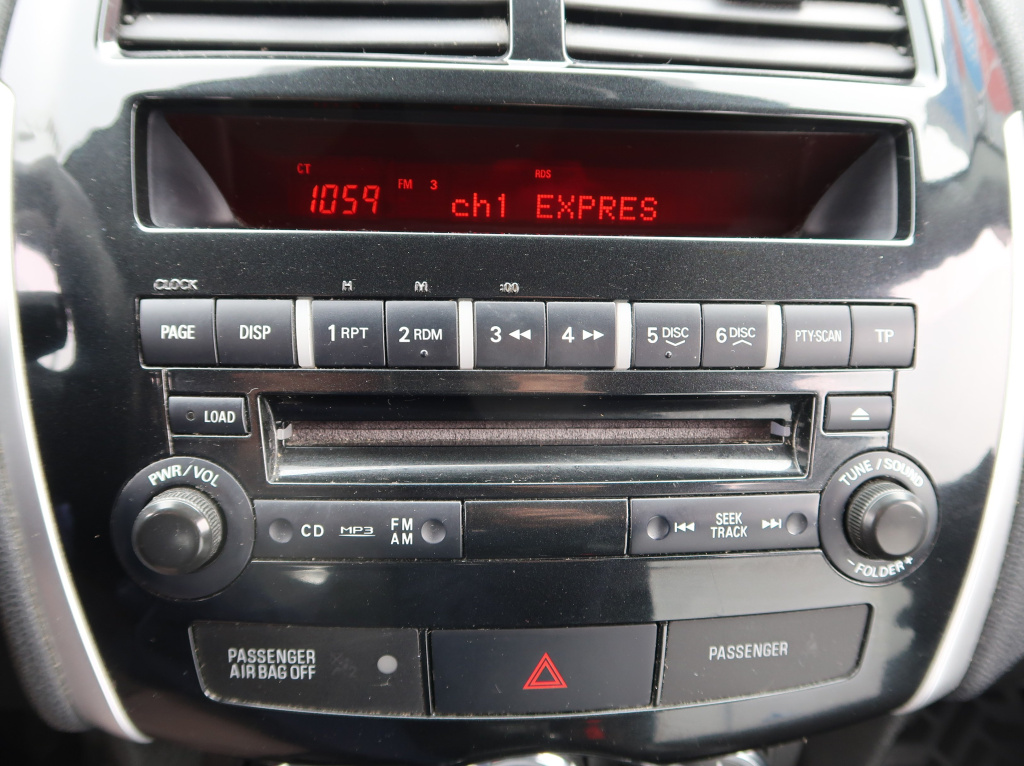 CT
1059 FM 3 RDS ch1 EXPRES
CLOCK H M :00
PAGE DISP 1 RPT 2 RDM 3 4 5 DISC 6 DISC PTY·SCAN TP
LOAD
PWR/VOL
TUNE/SOUND
CD MP3 FM
AM
SEEK
TRACK
- FOLDER +
PASSENGER
AIR BAG OFF
PASSENGER